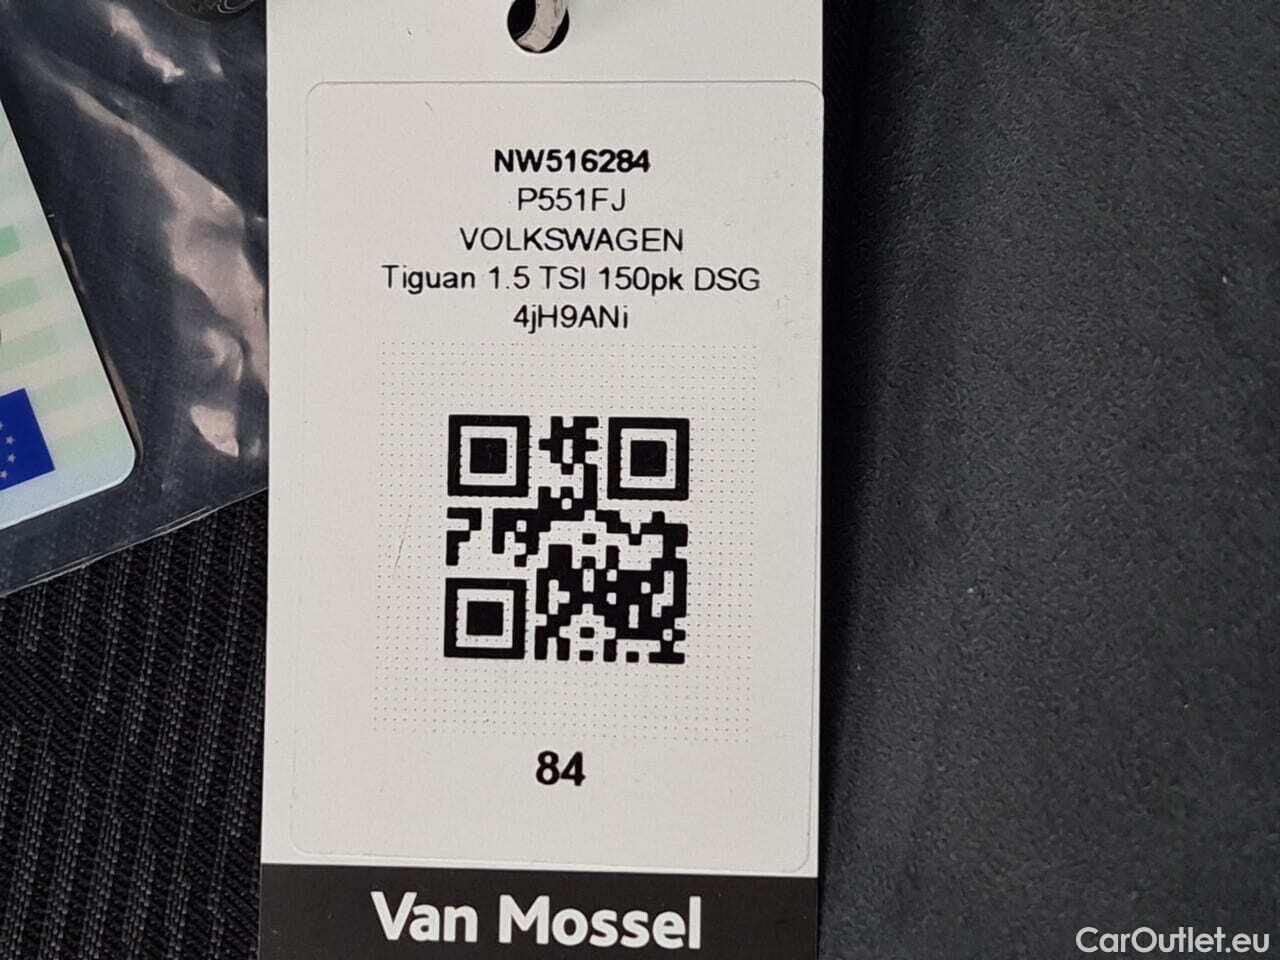 NW516284
P551FJ
VOLKSWAGEN
Tiguan 1.5 TSI 150pk DSG
4jH9ANi
84
Van Mossel
CarOutlet.eu